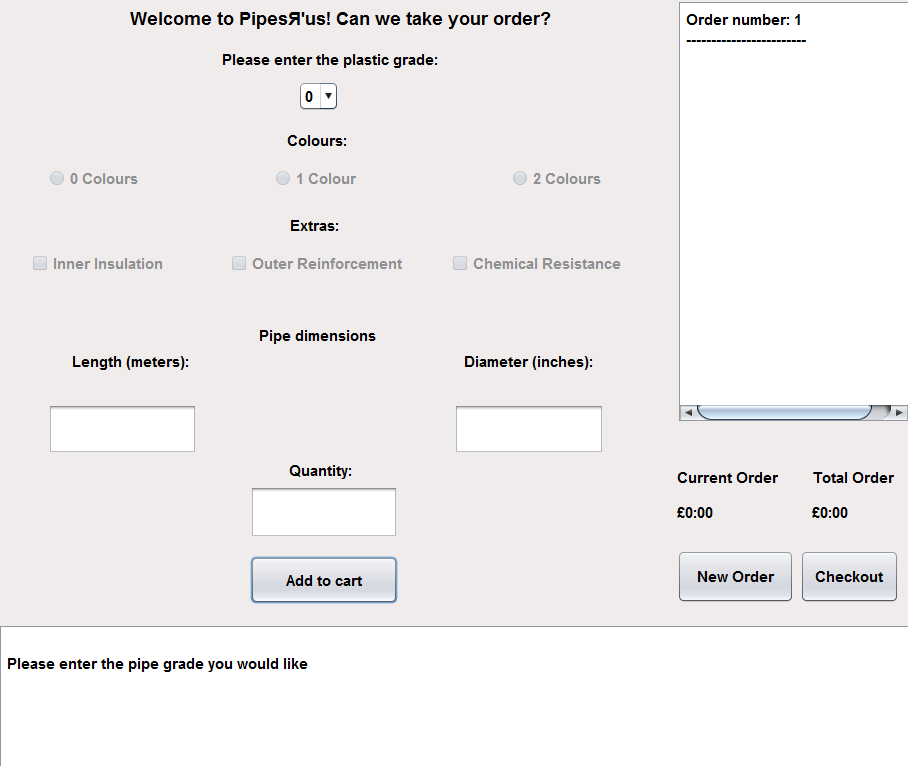 Welcome to PipesЯ'us! Can we take your order?
Please enter the plastic grade:
0
Colours:
0 Colours
1 Colour
2 Colours
Extras:
Inner Insulation
Outer Reinforcement
Chemical Resistance
Pipe dimensions
Length (meters):
Diameter (inches):
Quantity:
Add to cart
Order number: 1
------------------------
Current Order
Total Order
£0:00
£0:00
New Order
Checkout
Please enter the pipe grade you would like